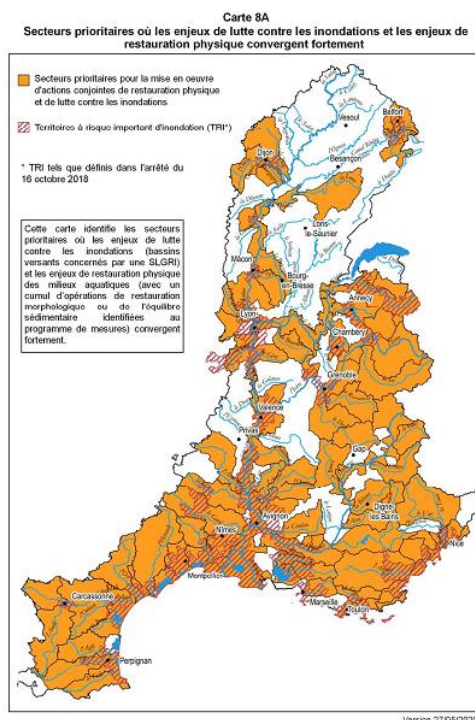 Carte 8A
Secteurs prioritaires où les enjeux de lutte contre les inondations et les enjeux de
restauration physique convergent fortement
Secteurs prioritaires pour la mise en oeuvre
d'actions conjointes de restauration physique
et de lutte contre les inondations
Territoires à risque important d'inondation (TRI*)
* TRI tels que définis dans l'arrêté du
16 octobre 2018
Cette carte identifie les secteurs
prioritaires où les enjeux de lutte
contre les inondations (bassins
versants concernés par une SLGRI)
et les enjeux de restauration physique
des milieux aquatiques (avec un
cumul d'opérations de restauration
morphologique ou de l'équilibre
sédimentaire identifiées au
programme de mesures) convergent
fortement.
Vesoul
Belfort
Dijon
Besançon
Lons-
le-Saunier
Mâcon
Bourg-
en-Bresse
Annecy
Lyon
Chambéry
Grenoble
Valence
Privas
Gap
Digne-
les Bains
Avignon
Nîmes
Nice
Montpellier
Marseille
Toulon
Carcassonne
Perpignan